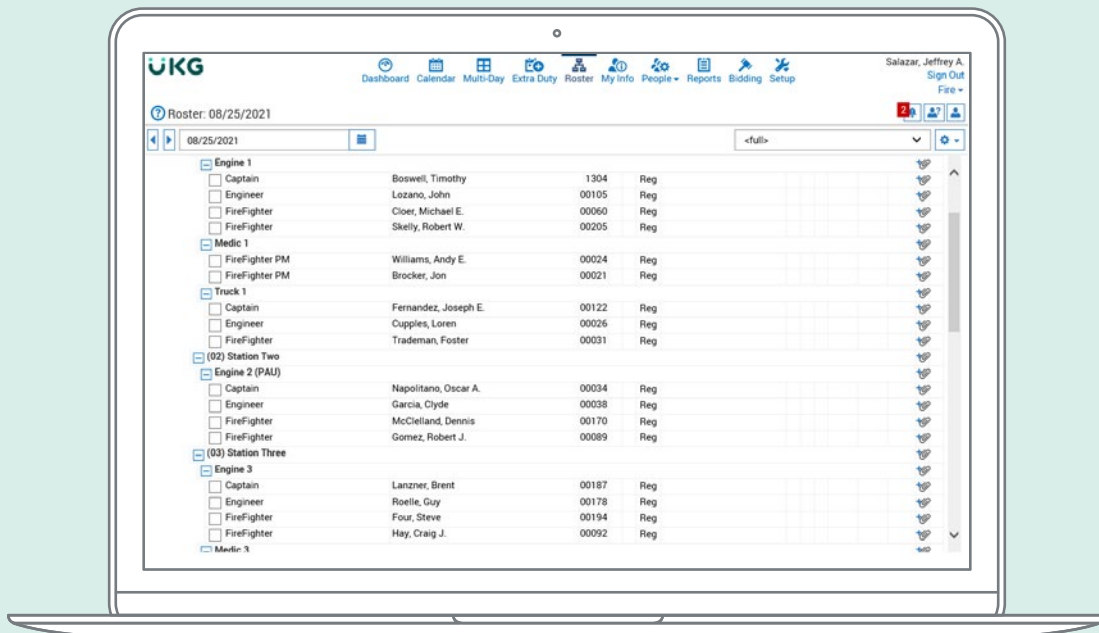 UKG
Dashboard Calendar Multi-Day Extra Duty Roster My Info People Reports Bidding Setup
Salazar, Jeffrey A.
Sign Out
Fire
? Roster: 08/25/2021
2
08/25/2021 <full>
Engine 1
Captain Boswell, Timothy 1304 Reg
Engineer Lozano, John 00105 Reg
FireFighter Cloer, Michael E. 00060 Reg
FireFighter Skelly, Robert W. 00205 Reg
Medic 1
FireFighter PM Williams, Andy E. 00024 Reg
FireFighter PM Brocker, Jon 00021 Reg
Truck 1
Captain Fernandez, Joseph E. 00122 Reg
Engineer Cupples, Loren 00026 Reg
FireFighter Trademan, Foster 00031 Reg
(02) Station Two
Engine 2 (PAU)
Captain Napolitano, Oscar A. 00034 Reg
Engineer Garcia, Clyde 00038 Reg
FireFighter McClelland, Dennis 00170 Reg
FireFighter Gomez, Robert J. 00089 Reg
(03) Station Three
Engine 3
Captain Lanzner, Brent 00187 Reg
Engineer Roelle, Guy 00178 Reg
FireFighter Four, Steve 00194 Reg
FireFighter Hay, Craig J. 00092 Reg
Medic 3